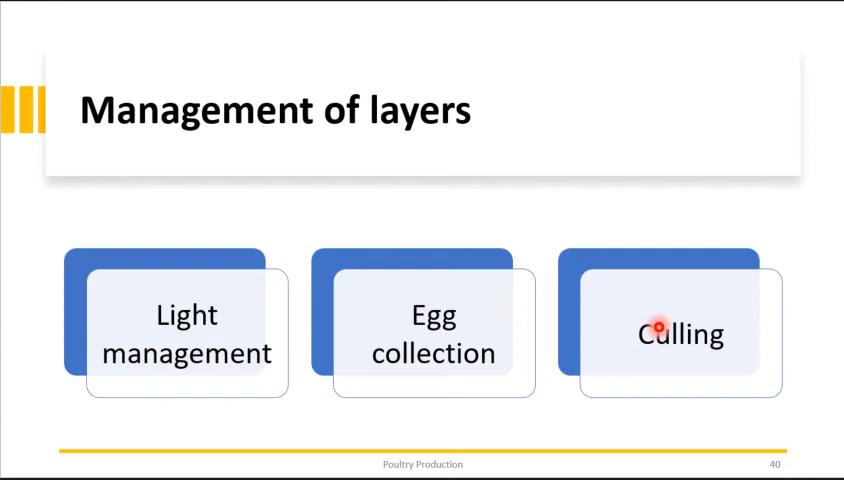 Management of layers
Light
management
Egg
collection
Culling
Poultry Production
40